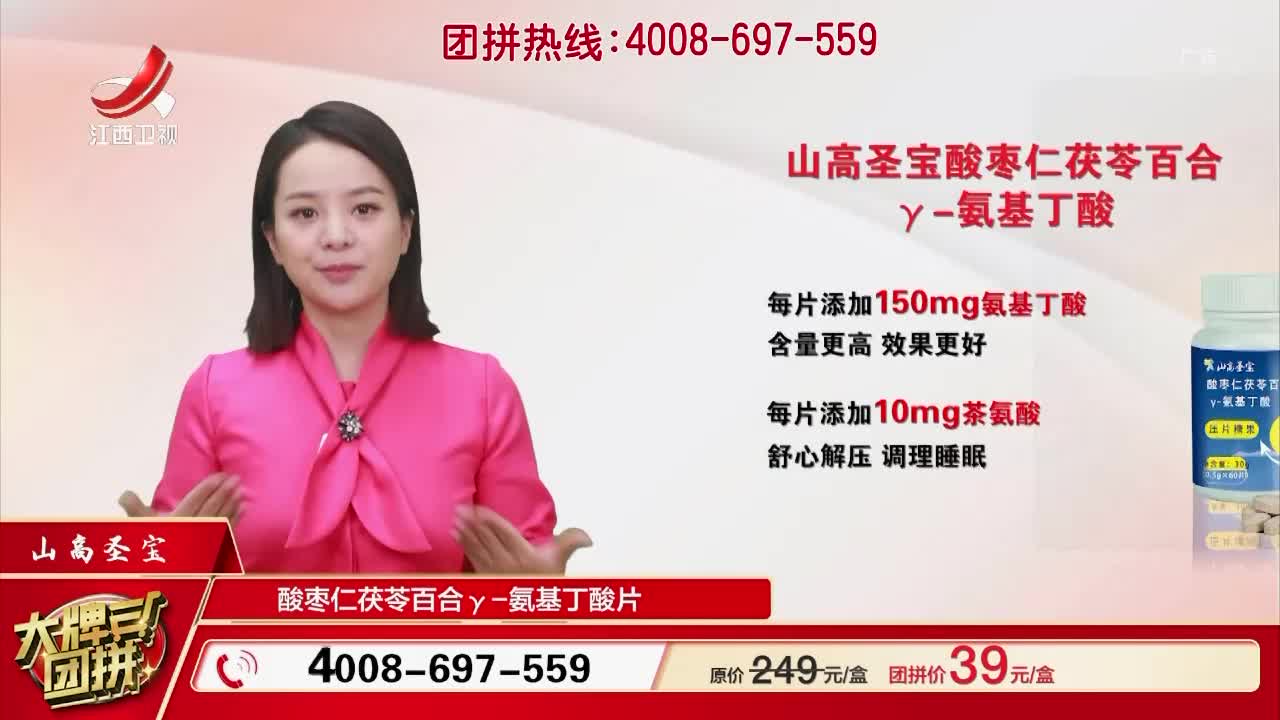 团拼热线:4008-697-559
广告
江西卫视
山高圣宝酸枣仁茯苓百合
γ-氨基丁酸
每片添加150mg氨基丁酸
含量更高 效果更好
每片添加10mg茶氨酸
舒心解压 调理睡眠
山高圣宝
酸枣仁茯苓百
γ-氨基丁酸
压片糖果
山高圣宝
大牌云!
团拼
酸枣仁茯苓百合γ-氨基丁酸片
4008-697-559
原价249元/盒 团拼价39元/盒